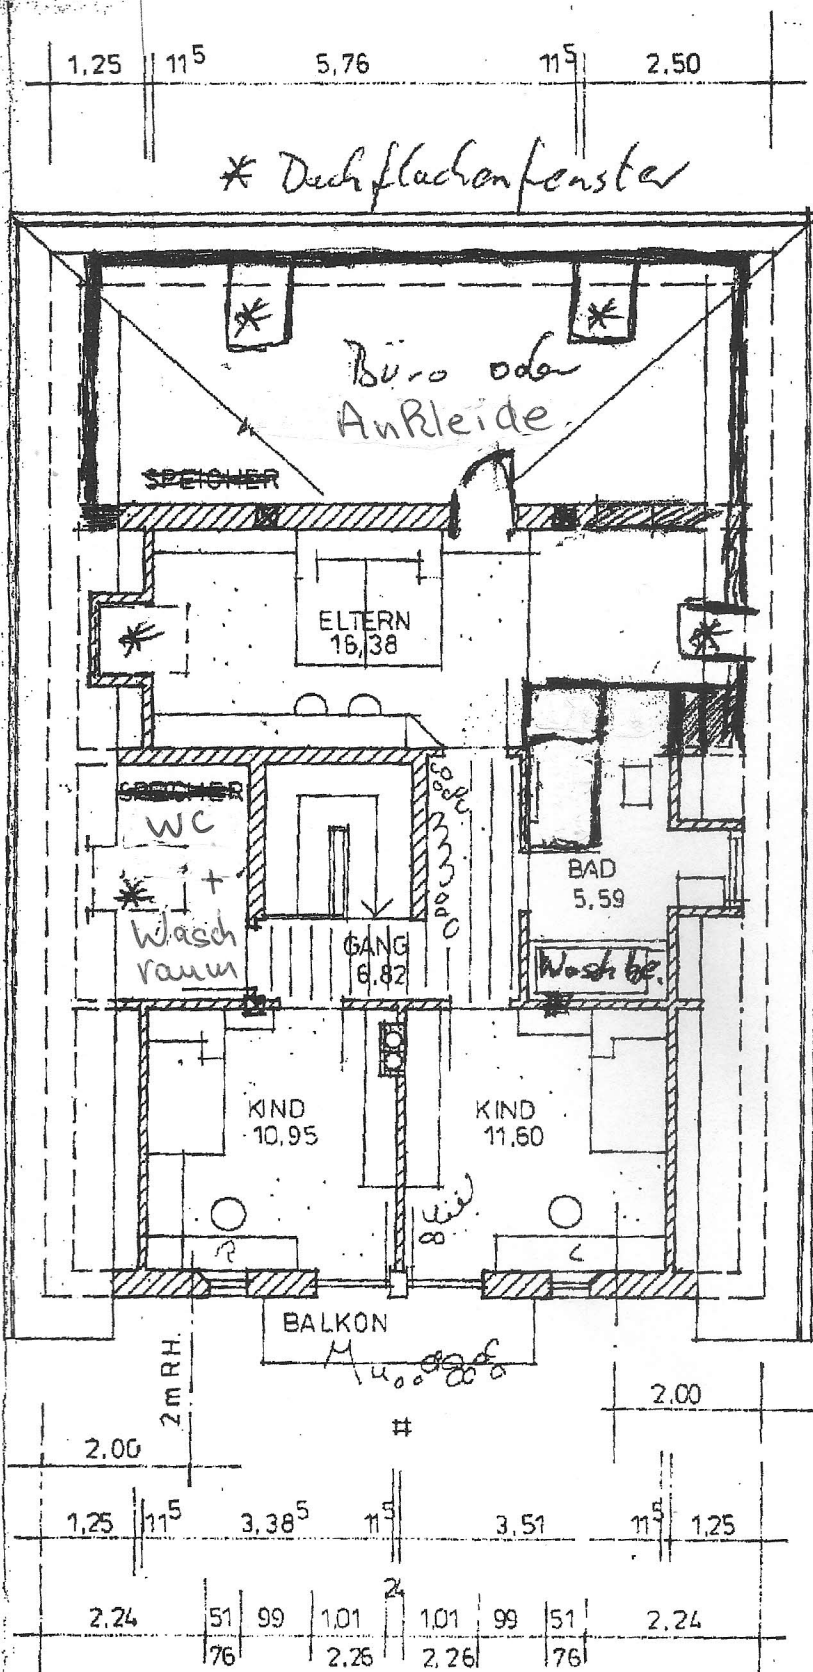 1,25 11⁵ 5,76 11⁵ 2,50
* Dachflächenfenster
*
*
Büro oder
Ankleide
SPEICHER
ELTERN
16,38
*
*
SPEICHER
WC
+
*
Wasch
raum
BAD
5,59
GANG
6,82
Waschbe.
KIND
10,95
KIND
11,60
BALKON
2mRH.
2,00
#
2,00
1,25 11⁵ 3,38⁵ 11⁵ 3,51 11⁵ 1,25
24
2,24 51 99 1,01 1,01 99 51 2,24
76 2,26 2,26 76